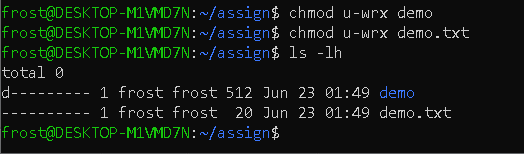 frost@DESKTOP-M1VMD7N:~/assign$ chmod u-wrx demo
frost@DESKTOP-M1VMD7N:~/assign$ chmod u-wrx demo.txt
frost@DESKTOP-M1VMD7N:~/assign$ ls -lh
total 0
d--------- 1 frost frost 512 Jun 23 01:49 demo
---------- 1 frost frost  20 Jun 23 01:49 demo.txt
frost@DESKTOP-M1VMD7N:~/assign$